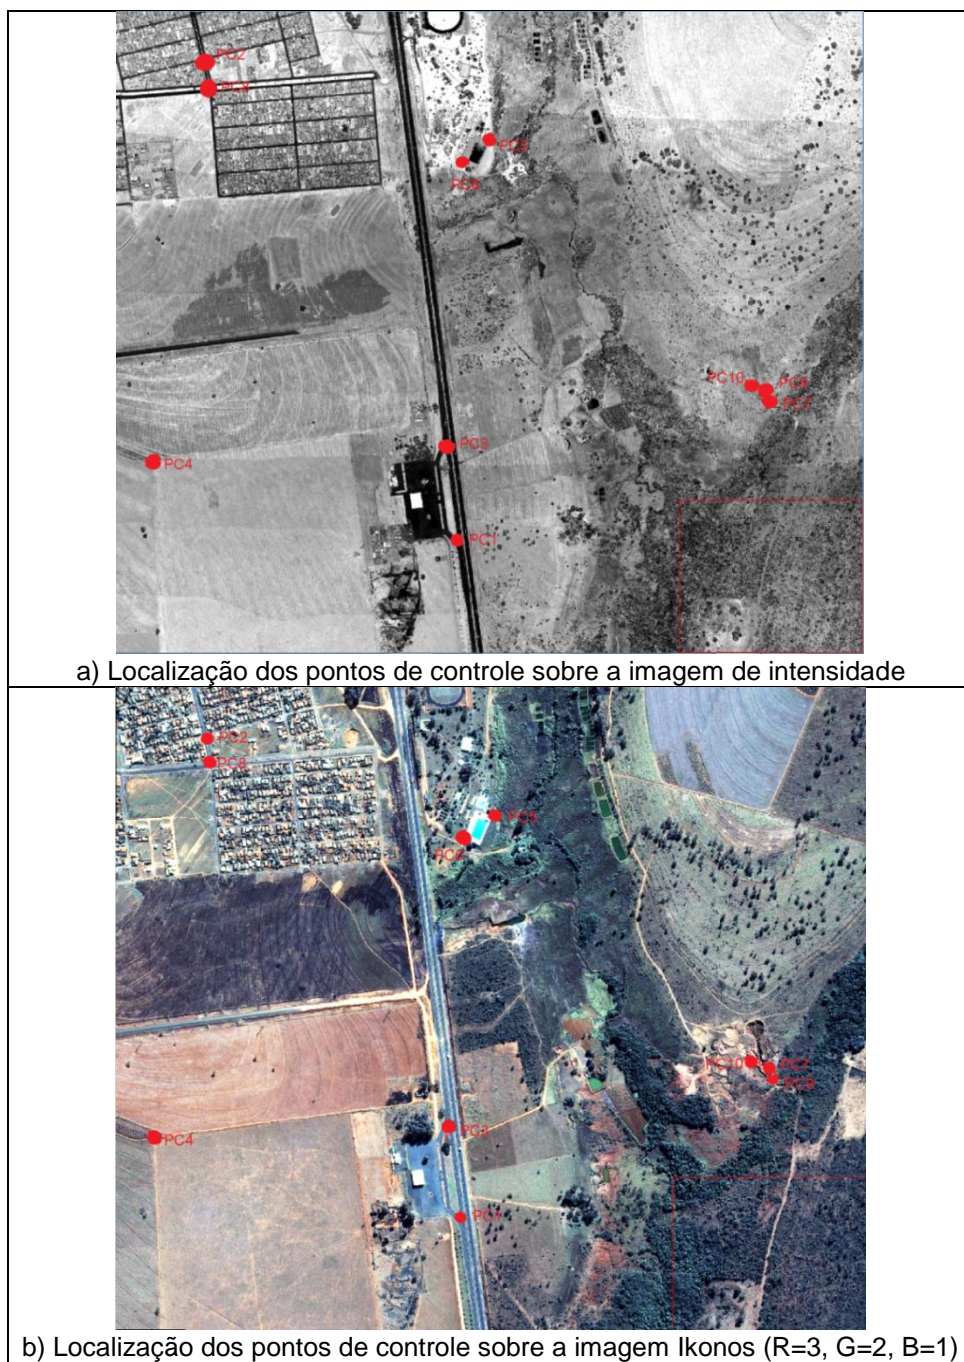 PC2
PC8
PC5
PC6
PC10
PC3
PC4
PC1
a) Localização dos pontos de controle sobre a imagem de intensidade
PC2
PC8
PC5
PC6
PC10
PC7
PC9
PC3
PC4
PC1
b) Localização dos pontos de controle sobre a imagem Ikonos (R=3, G=2, B=1)